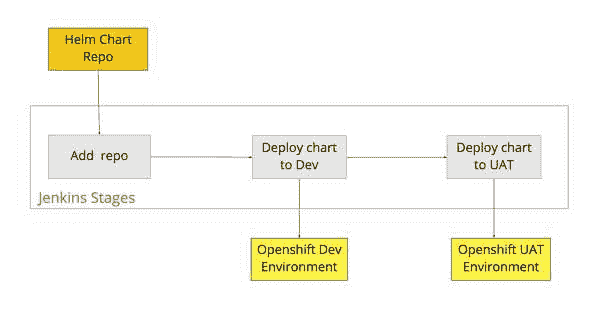 Helm Chart
Repo
Add repo
Deploy chart
to Dev
Deploy chart
to UAT
Jenkins Stages
Openshift Dev
Environment
Openshift UAT
Environment